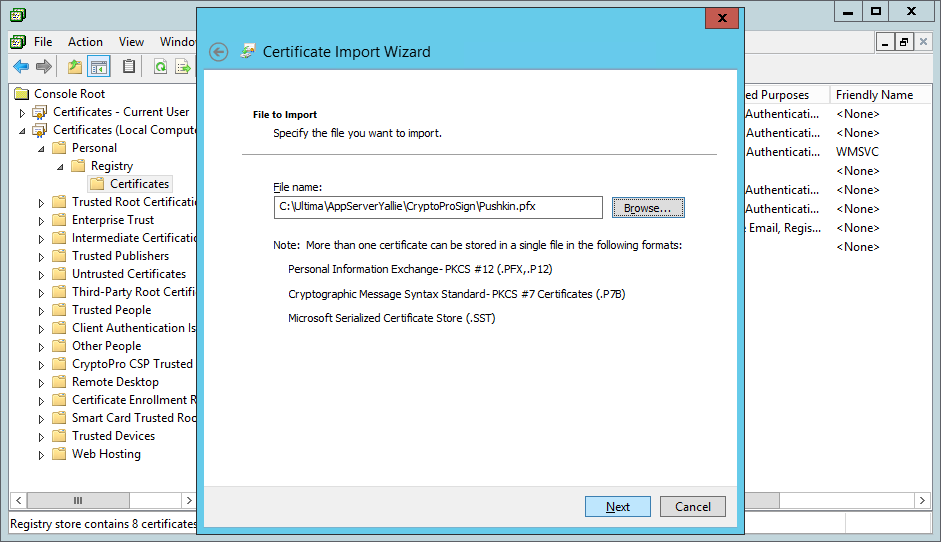 Certificate Import Wizard
File Action View Windo
Console Root
Certificates - Current User
Certificates (Local Compute
Personal
Registry
Certificates
Trusted Root Certificatio
Enterprise Trust
Intermediate Certificatio
Trusted Publishers
Untrusted Certificates
Third-Party Root Certifi
Trusted People
Client Authentication Is
Other People
CryptoPro CSP Trusted
Remote Desktop
Certificate Enrollment R
Smart Card Trusted Roo
Trusted Devices
Web Hosting
Registry store contains 8 certificates
File to Import
Specify the file you want to import.
File name:
C:\Ultima\AppServerYallie\CryptoProSign\Pushkin.pfx
Browse...
Note: More than one certificate can be stored in a single file in the following formats:
Personal Information Exchange- PKCS #12 (.PFX,.P12)
Cryptographic Message Syntax Standard- PKCS #7 Certificates (.P7B)
Microsoft Serialized Certificate Store (.SST)
Next Cancel
ed Purposes Friendly Name
Authenticati... <None>
Authenticati... <None>
Authenticati... WMSVC
<None>
Authenticati... <None>
Authenticati... <None>
e Email, Regis... <None>
<None>